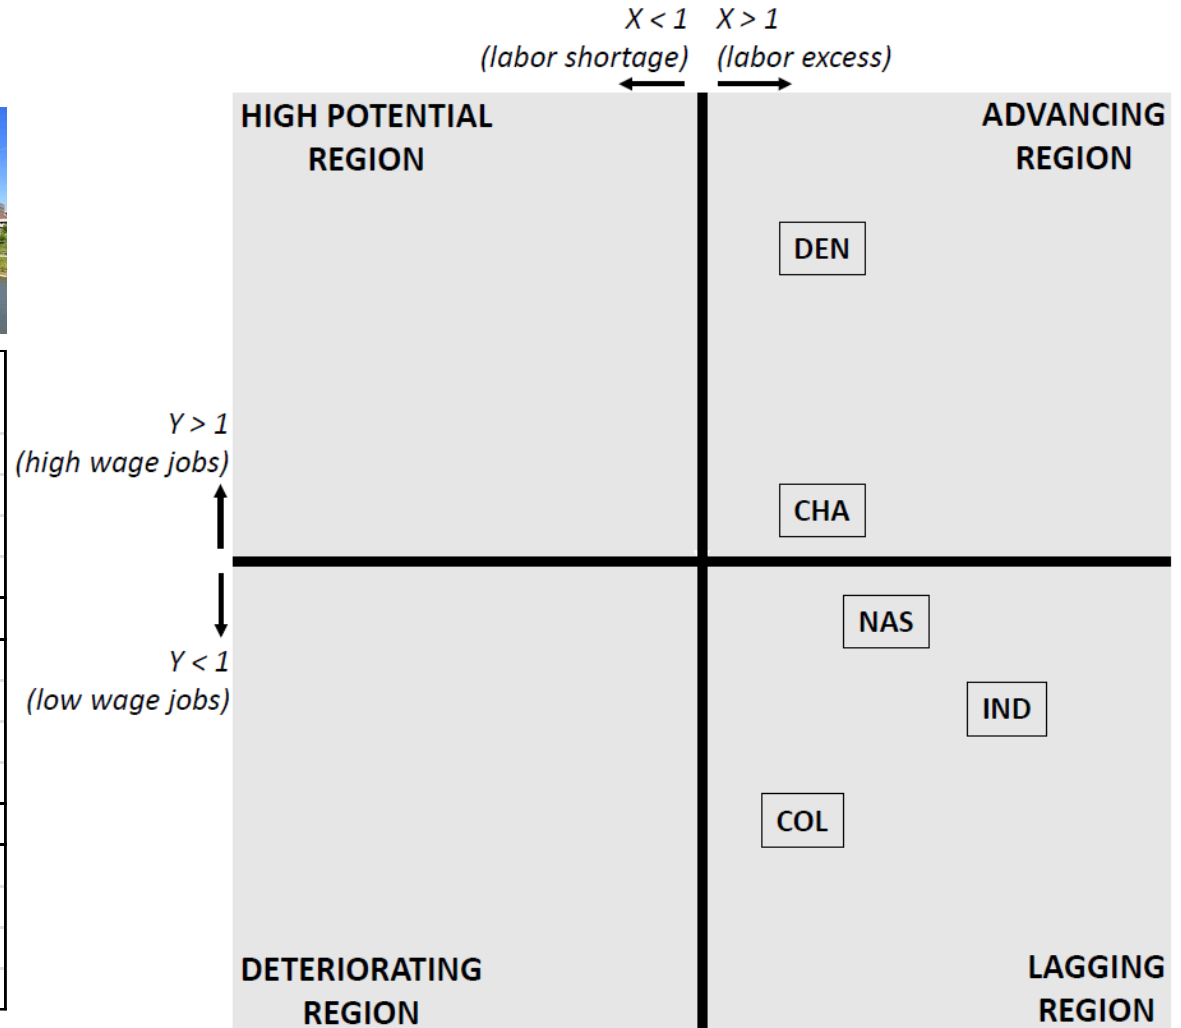 X < 1 X > 1
(labor shortage) (labor excess)
HIGH POTENTIAL
REGION
ADVANCING
REGION
DEN
Y > 1
(high wage jobs)
CHA
NAS
Y < 1
(low wage jobs)
IND
COL
DETERIORATING
REGION
LAGGING
REGION